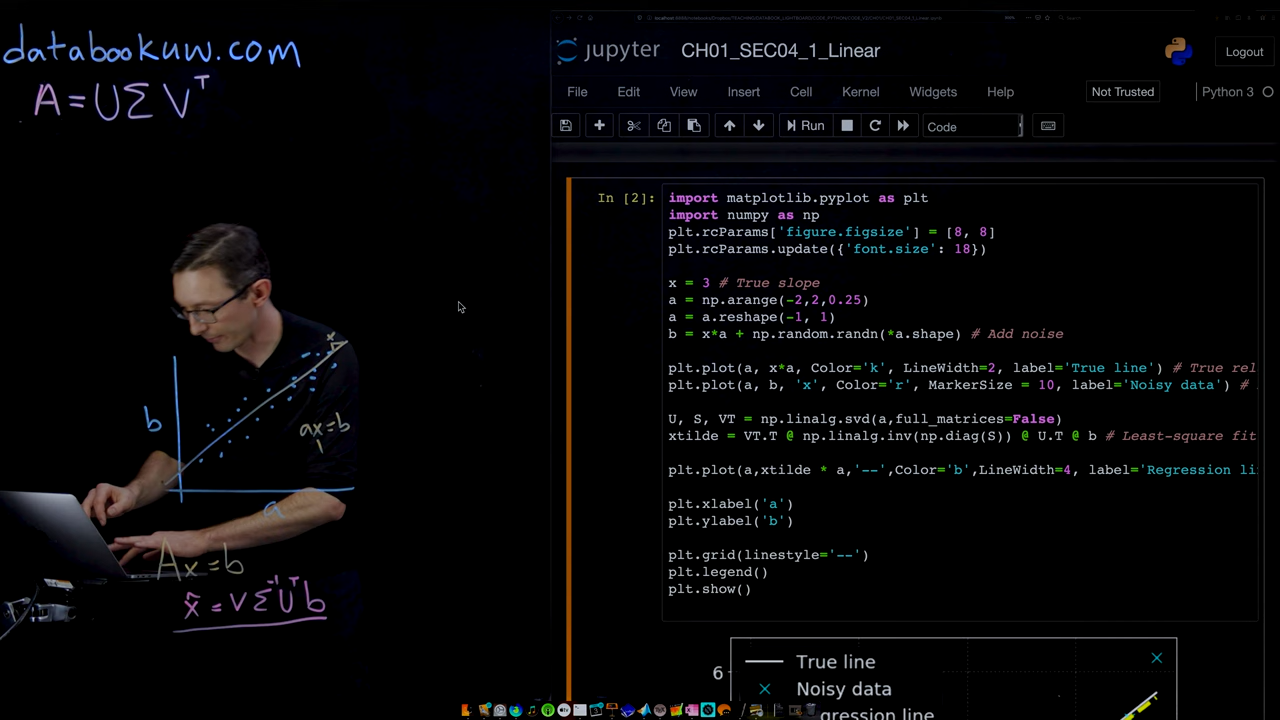 databookuw.com
A=UΣV^T
b
ax=b
a
Ax=b
x̃=VΣ⁻¹U^Tb
jupyter CH01_SEC04_1_Linear
Logout
File Edit View Insert Cell Kernel Widgets Help
Not Trusted
Python 3
Run
Code
In [2]:
import matplotlib.pyplot as plt
import numpy as np
plt.rcParams['figure.figsize'] = [8, 8]
plt.rcParams.update({'font.size': 18})
x = 3 # True slope
a = np.arange(-2,2,0.25)
a = a.reshape(-1, 1)
b = x*a + np.random.randn(*a.shape) # Add noise
plt.plot(a, x*a, Color='k', LineWidth=2, label='True line') # True rel
plt.plot(a, b, 'x', Color='r', MarkerSize = 10, label='Noisy data') #
U, S, VT = np.linalg.svd(a,full_matrices=False)
xtilde = VT.T @ np.linalg.inv(np.diag(S)) @ U.T @ b # Least-square fit
plt.plot(a,xtilde * a,'--',Color='b',LineWidth=4, label='Regression li
plt.xlabel('a')
plt.ylabel('b')
plt.grid(linestyle='--')
plt.legend()
plt.show()
True line
6
Noisy data
egression line